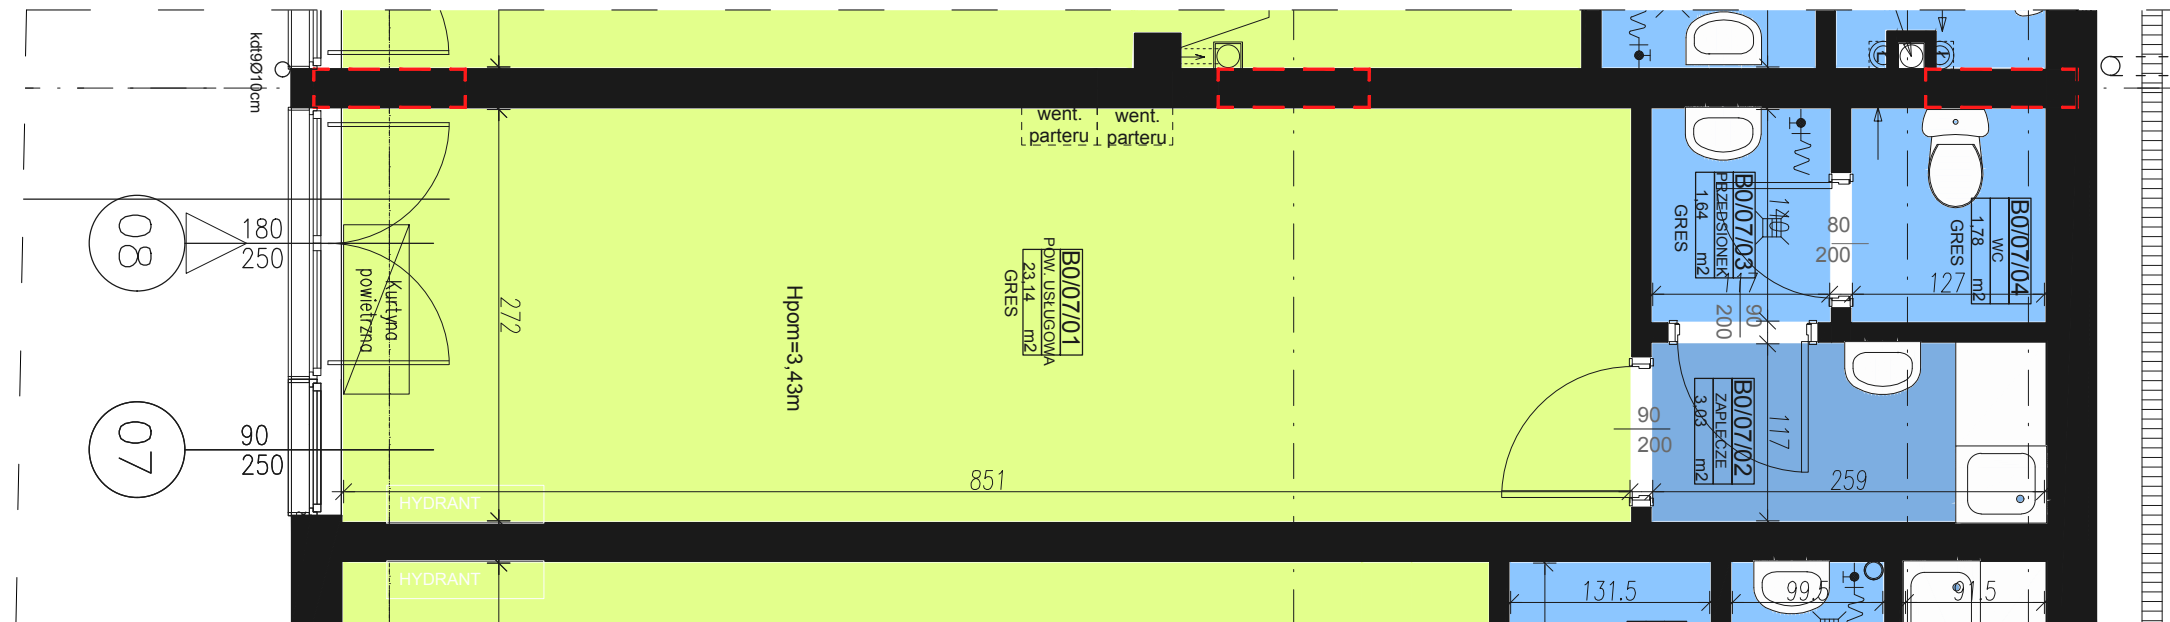 kdt9Ø10cm
went.
parteru
went.
parteru
08
180
250
Kurtyna
powietrzna
272
Hpom=3,43m
B0/07/01
POW. USŁUGOWA
23,14 m2
GRES
B0/07/03
PRZEDSIONEK
1,64 m2
GRES
140
117
80
200
B0/07/04
WC
1,78 m2
GRES
127
90
200
07
90
250
851
HYDRANT
90
200
B0/07/02
ZAPLECZE
3,03 m2
117
259
HYDRANT
131.5
99.5
91.5